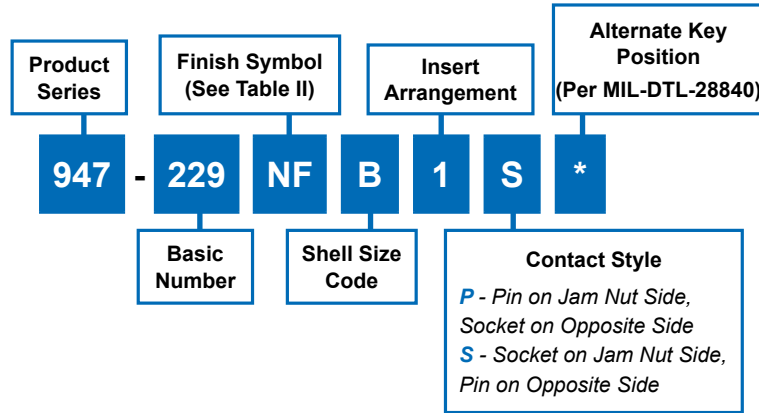 Product
Series
Finish Symbol
(See Table II)
Insert
Arrangement
Alternate Key
Position
(Per MIL-DTL-28840)
947 - 229 NF B 1 S *
Basic
Number
Shell Size
Code
Contact Style
P - Pin on Jam Nut Side,
Socket on Opposite Side
S - Socket on Jam Nut Side,
Pin on Opposite Side